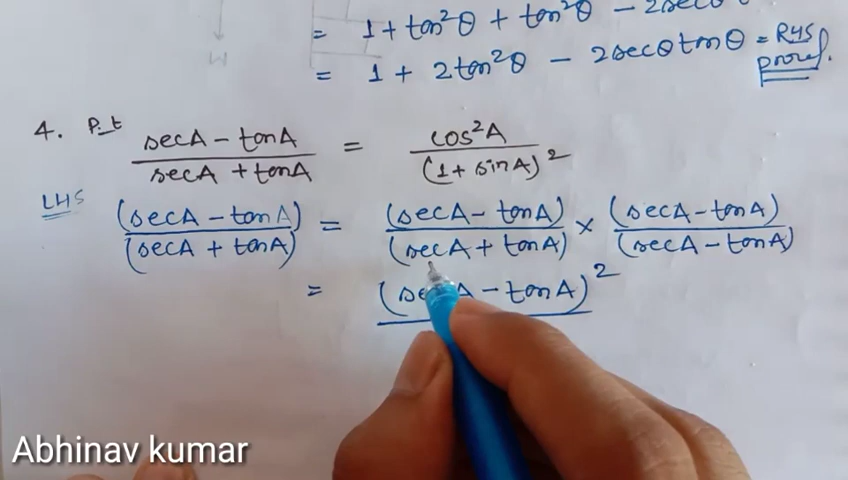 = 1 + tan²θ + tan²θ - 2secθ
= 1 + 2tan²θ - 2secθ tanθ = RHS
proof.
4. P.t secA - tanA / secA + tanA = cos²A / (1 + sinA)²
LHS (secA - tanA) / (secA + tanA) = (secA - tanA) / (secA + tanA) × (secA - tanA) / (secA - tanA)
= (secA - tanA)²
Abhinav kumar